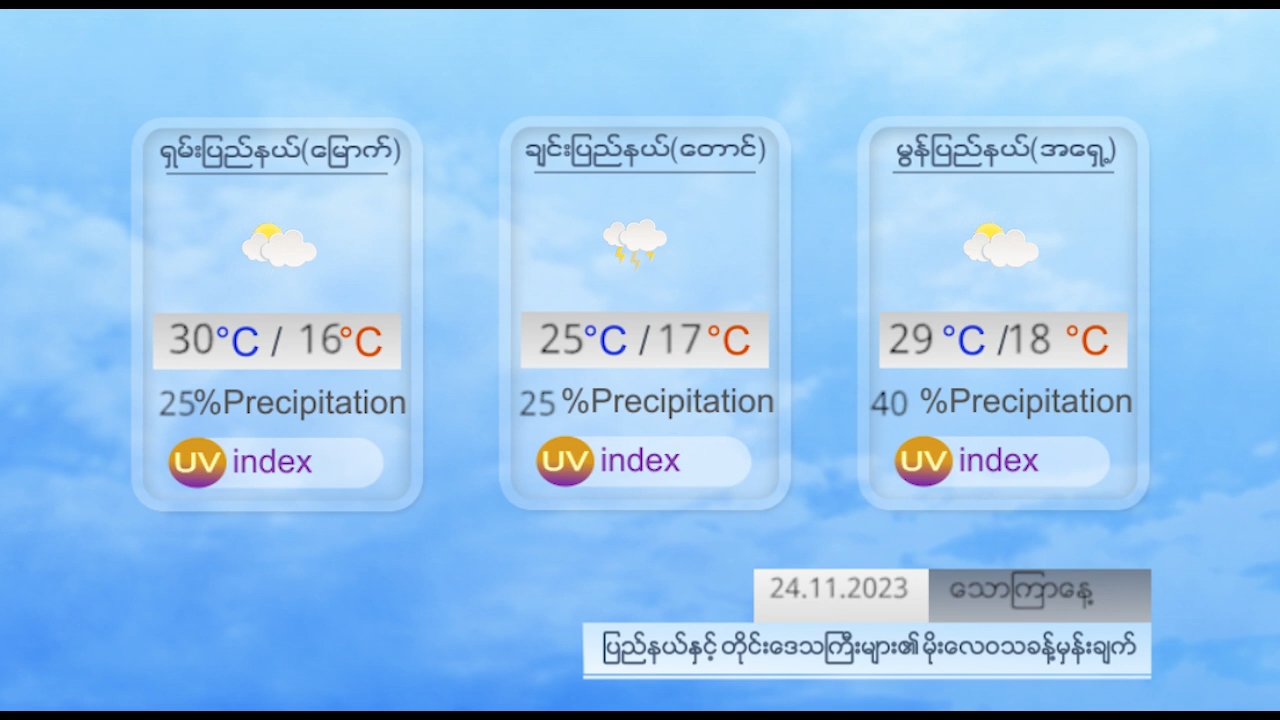 ရှမ်းပြည်နယ်(မြောက်)
30°C / 16°C
25%Precipitation
UV index
ချင်းပြည်နယ်(တောင်)
25°C / 17 °C
25 %Precipitation
UV index
မွန်ပြည်နယ်(အရှေ့)
29 °C /18 °C
40 %Precipitation
UV index
24.11.2023 သောကြာနေ့
ပြည်နယ်နှင့် တိုင်းဒေသကြီးများ၏ မိုးလေဝသခန့်မှန်းချက်